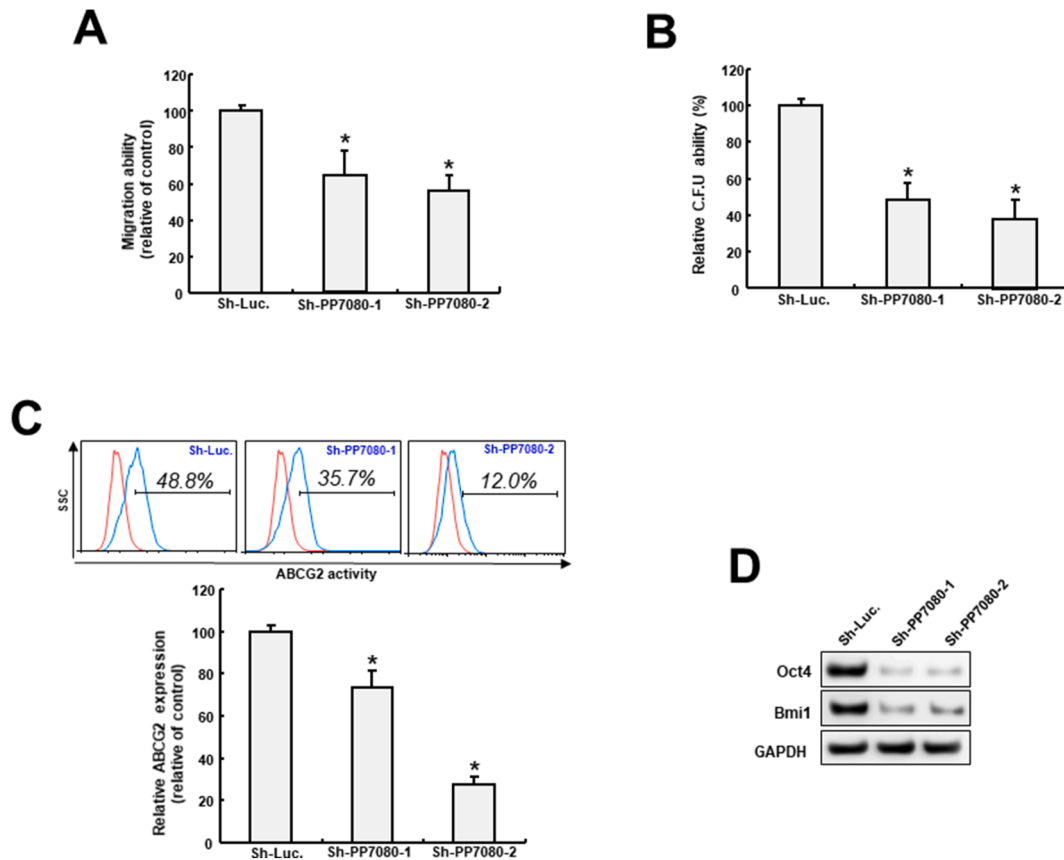 A
Migration ability
(relative of control)
120
100
80
60
40
20
0
*
*
Sh-Luc.
Sh-PP7080-1
Sh-PP7080-2
B
Relative C.F.U ability (%)
120
100
80
60
40
20
0
*
*
Sh-Luc.
Sh-PP7080-1
Sh-PP7080-2
C
SSC
Sh-Luc.
48.8%
Sh-PP7080-1
35.7%
Sh-PP7080-2
12.0%
ABCG2 activity
Relative ABCG2 expression
(relative of control)
120
100
80
60
40
20
0
*
*
Sh-Luc.
Sh-PP7080-1
Sh-PP7080-2
D
Sh-Luc.
Sh-PP7080-1
Sh-PP7080-2
Oct4
Bmi1
GAPDH